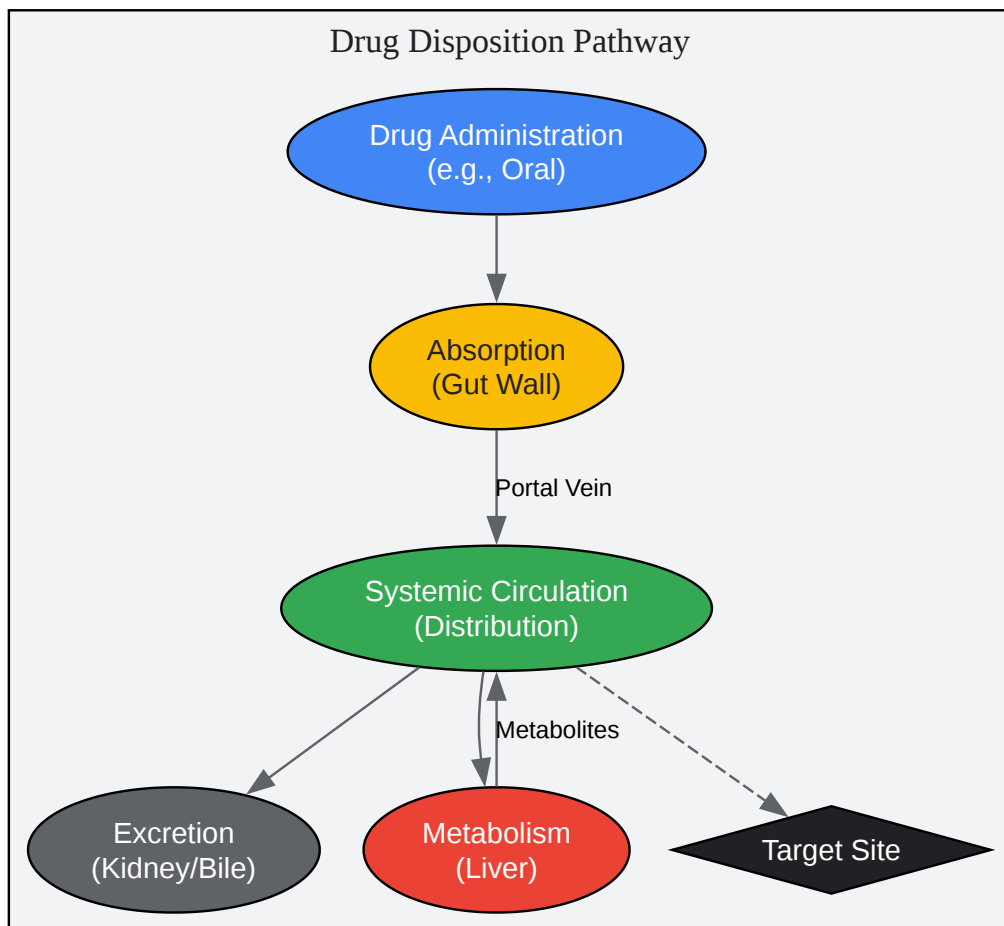 Drug Disposition Pathway
Drug Administration
(e.g., Oral)
Absorption
(Gut Wall)
Portal Vein
Systemic Circulation
(Distribution)
Metabolites
Excretion
(Kidney/Bile)
Metabolism
(Liver)
Target Site